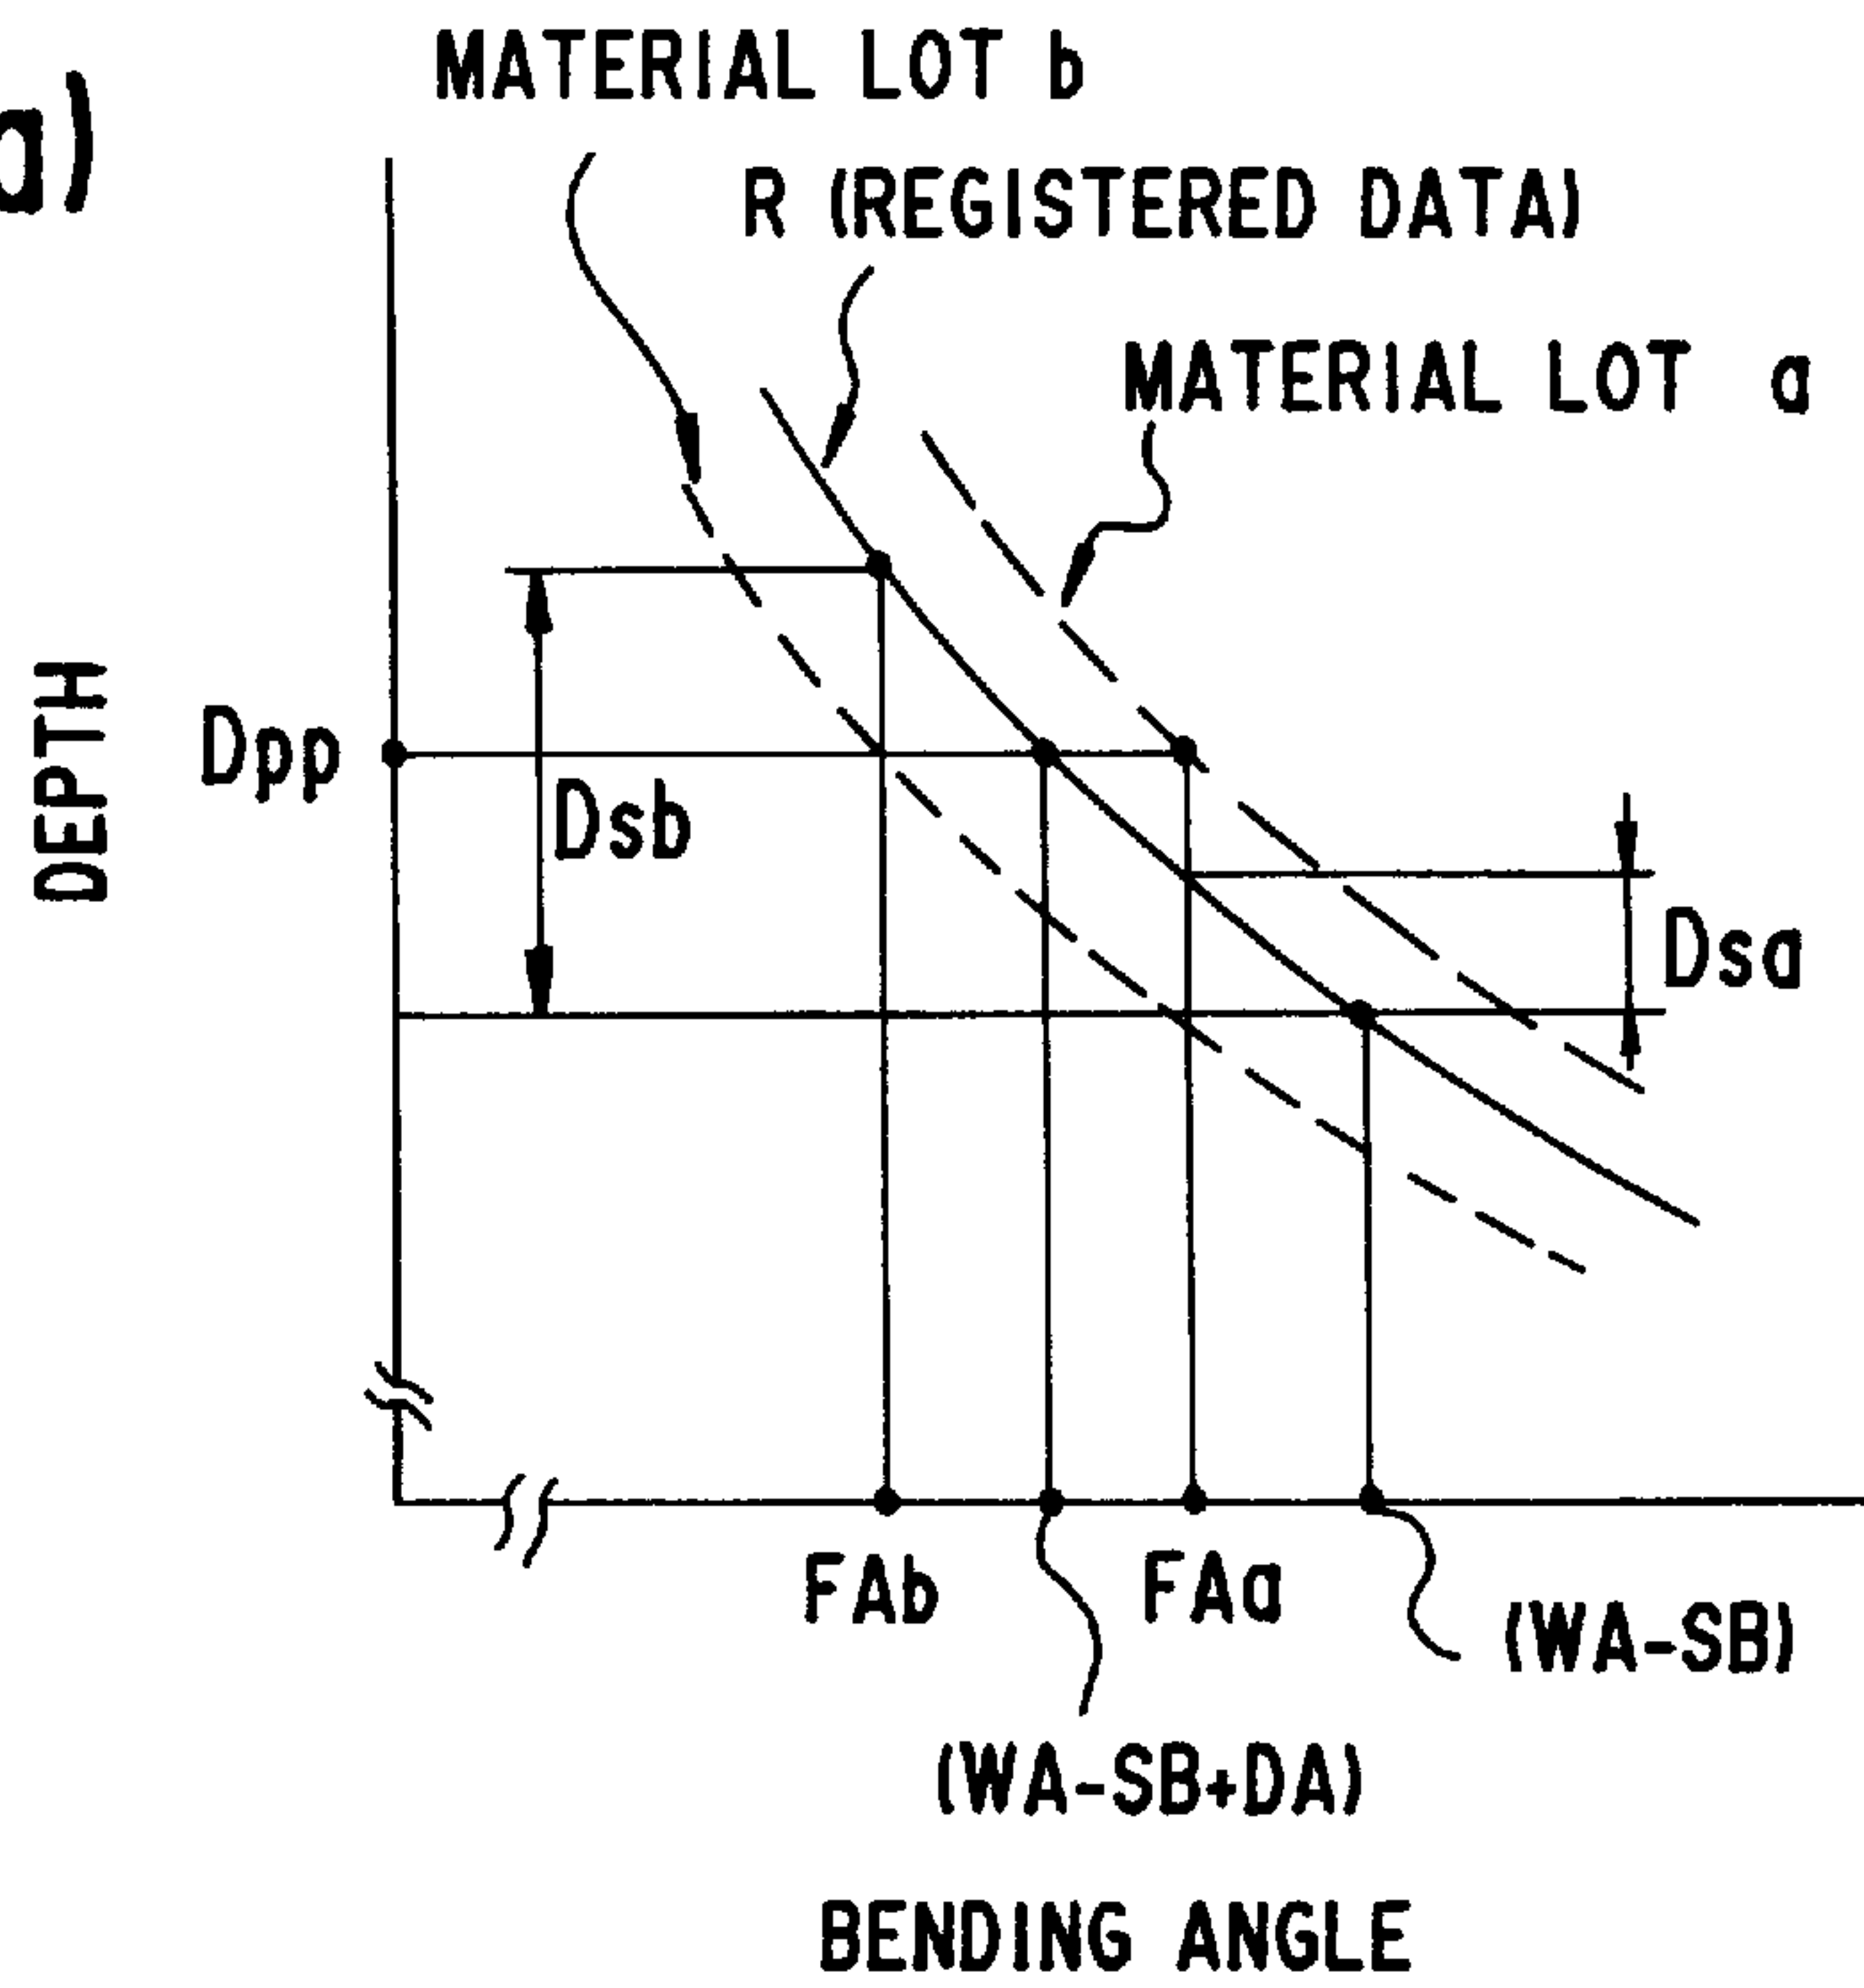 a)
MATERIAL LOT b
R (REGISTERED DATA)
MATERIAL LOT a
DEPTH
Dpp
Dsb
Dsa
FAb
FAa
(WA-SB)
(WA-SB+DA)
BENDING ANGLE